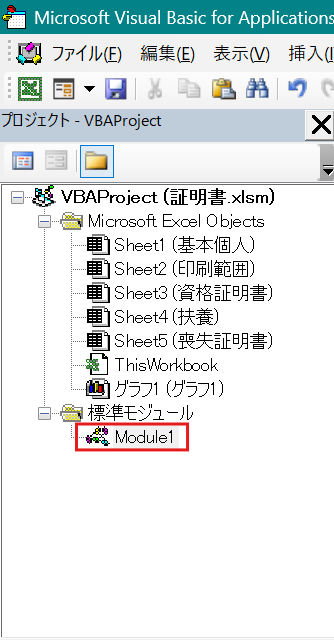 Microsoft Visual Basic for Applications
ファイル(F) 編集(E) 表示(V) 挿入(I
プロジェクト - VBAProject
VBAProject (証明書.xlsm)
Microsoft Excel Objects
Sheet1 (基本個人)
Sheet2 (印刷範囲)
Sheet3 (資格証明書)
Sheet4 (扶養)
Sheet5 (喪失証明書)
ThisWorkbook
グラフ1 (グラフ1)
標準モジュール
Module1